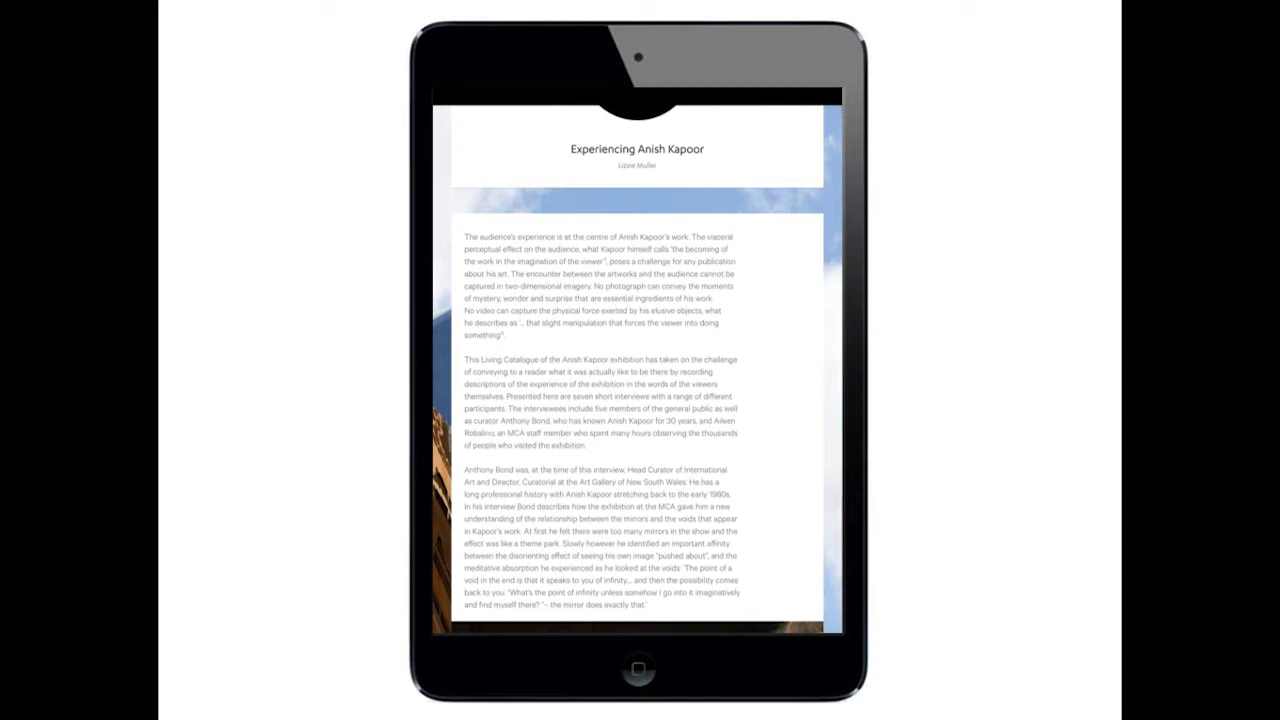 Experiencing Anish Kapoor
Lizzie Muller
The audience's experience is at the centre of Anish Kapoor's work. The visceral
perceptual effect on the audience, what Kapoor himself calls 'the becoming of
the work in the imagination of the viewer'¹, poses a challenge for any publication
about his art. The encounter between the artworks and the audience cannot be
captured in two-dimensional imagery. No photograph can convey the moments
of mystery, wonder and surprise that are essential ingredients of his work.
No video can capture the physical force exerted by his elusive objects, what
he describes as '... that slight manipulation that forces the viewer into doing
something'².
This Living Catalogue of the Anish Kapoor exhibition has taken on the challenge
of conveying to a reader what it was actually like to be there by recording
descriptions of the experience of the exhibition in the words of the viewers
themselves. Presented here are seven short interviews with a range of different
participants. The interviewees include five members of the general public as well
as curator Anthony Bond, who has known Anish Kapoor for 30 years, and Aileen
Robalino, an MCA staff member who spent many hours observing the thousands
of people who visited the exhibition.
Anthony Bond was, at the time of this interview, Head Curator of International
Art and Director, Curatorial at the Art Gallery of New South Wales. He has a
long professional history with Anish Kapoor stretching back to the early 1980s.
In his interview Bond describes how the exhibition at the MCA gave him a new
understanding of the relationship between the mirrors and the voids that appear
in Kapoor's work. At first he felt there were too many mirrors in the show and the
effect was like a theme park. Slowly however he identified an important affinity
between the disorienting effect of seeing his own image "pushed about", and the
meditative absorption he experienced as he looked at the voids: 'The point of a
void in the end is that it speaks to you of infinity... and then the possibility comes
back to you: "What's the point of infinity unless somehow I go into it imaginatively
and find myself there? "– the mirror does exactly that.'